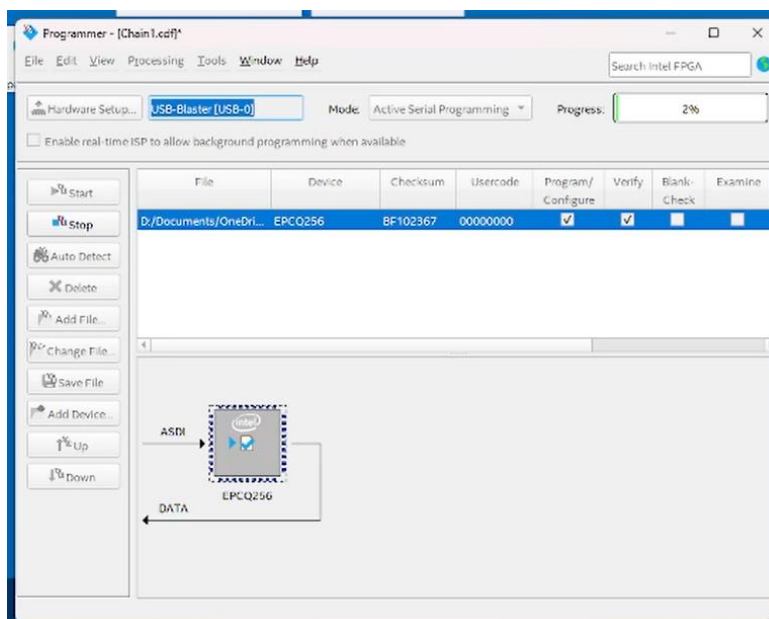 Programmer - [Chain1.cdf]*
File Edit View Processing Tools Window Help
Search Intel FPGA
Hardware Setup... USB-Blaster [USB-0] Mode: Active Serial Programming Progress: 2%
Enable real-time ISP to allow background programming when available
Start
Stop
Auto Detect
Delete
Add File...
Change File...
Save File
Add Device...
Up
Down
File Device Checksum Usercode Program/ Configure Verify Blank- Check Examine
D:/Documents/OneDri... EPCQ256 BF102367 00000000
ASDI
intel
EPCQ256
DATA